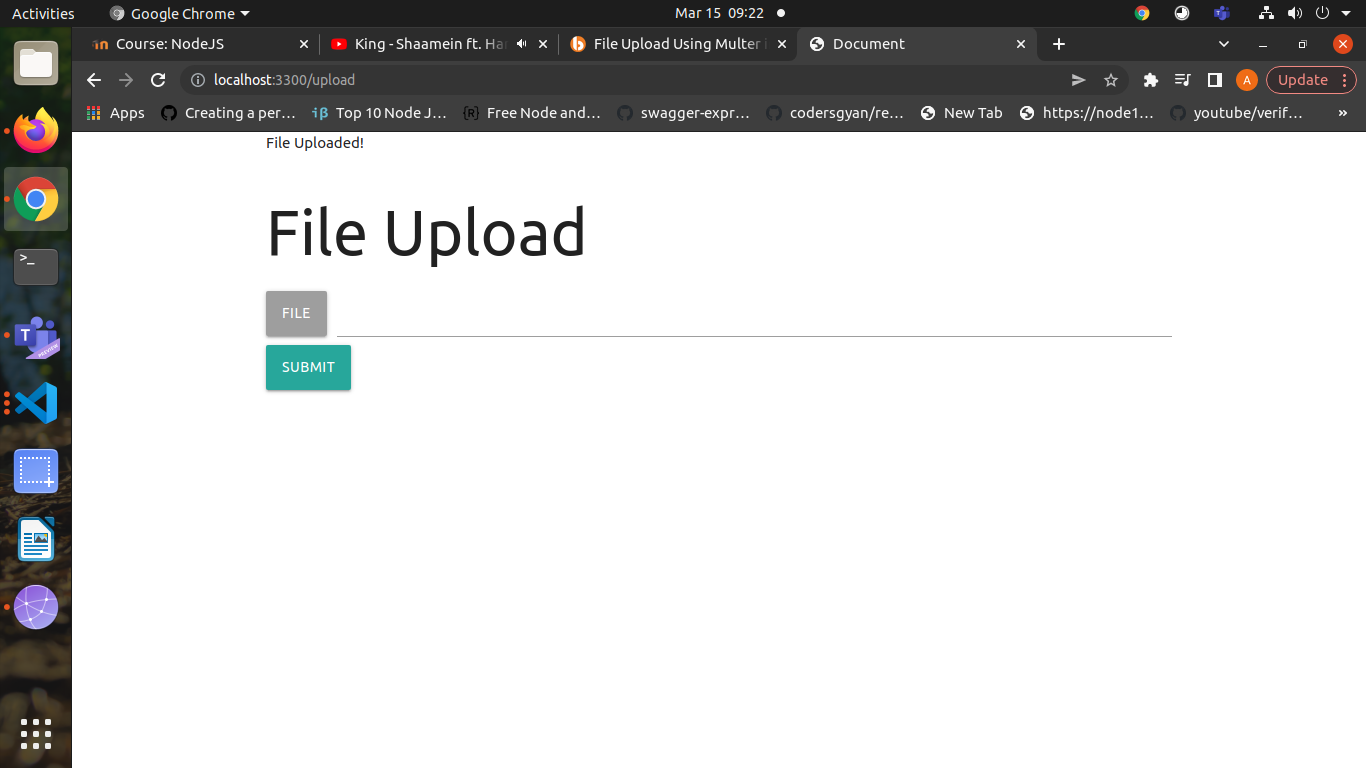 Activities
Google Chrome
Mar 15 09:22
Course: NodeJS
King - Shaamein ft. Har
File Upload Using Multer i
Document
localhost:3300/upload
A
Update
Apps
Creating a per…
iβ
Top 10 Node J…
{R}
Free Node and…
swagger-expr…
codersgyan/re…
New Tab
https://node1…
youtube/verif…
»
File Uploaded!
File Upload
FILE
SUBMIT
>_
T
PREVIEW